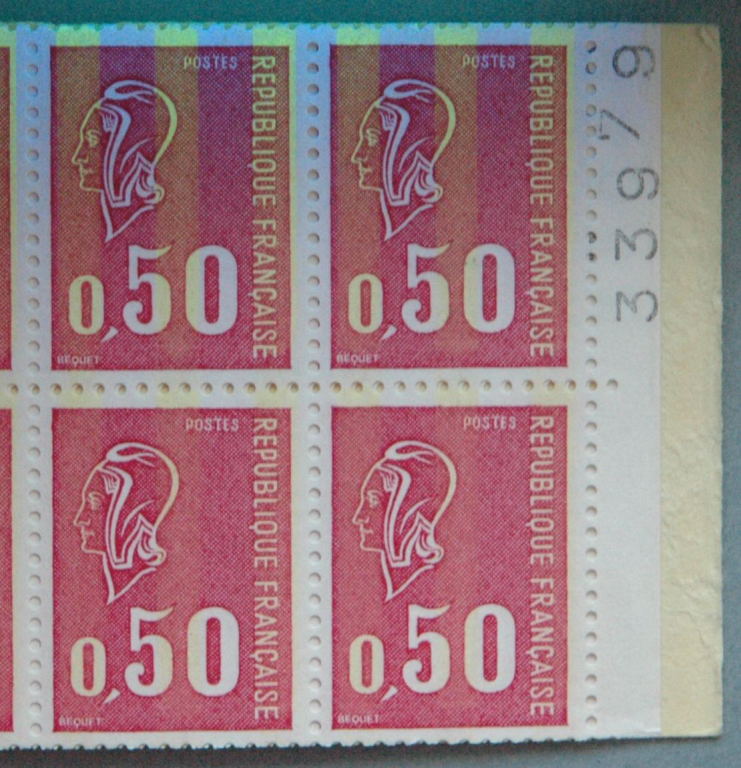 POSTES
REPUBLIQUE FRANÇAISE
0,50
BEQUET
POSTES
REPUBLIQUE FRANÇAISE
0,50
BEQUET
33979
POSTES
REPUBLIQUE FRANÇAISE
0,50
BEQUET
POSTES
REPUBLIQUE FRANÇAISE
0,50
BEQUET